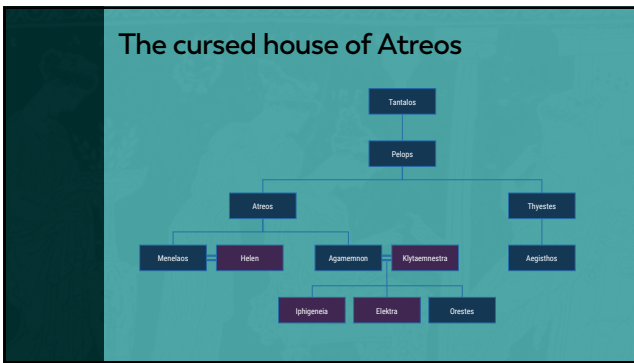 The cursed house of Atreos
Tantalos
Pelops
Atreos
Thyestes
Menelaos
Helen
Agamemnon
Klytaemnestra
Aegisthos
Iphigeneia
Elektra
Orestes